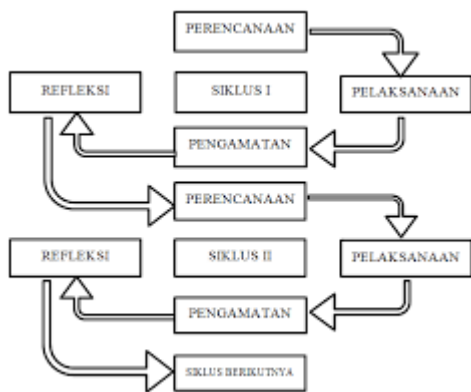 PERENCANAAN
REFLEKSI
SIKLUS I
PELAKSANAAN
PENGAMATAN
PERENCANAAN
REFLEKSI
SIKLUS II
PELAKSANAAN
PENGAMATAN
SIKLUS BERIKUTNYA